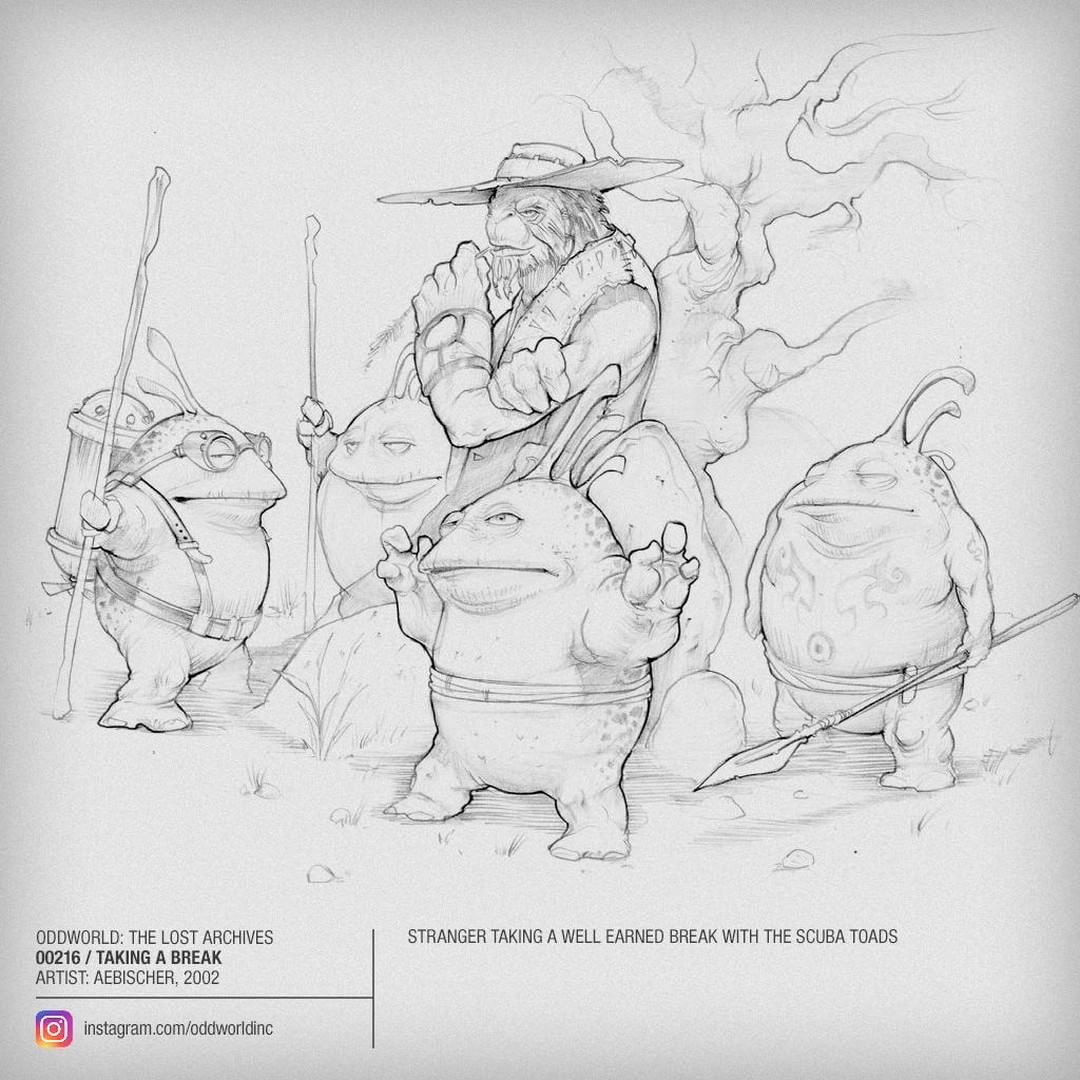 ODDWORLD: THE LOST ARCHIVES
00216 / TAKING A BREAK
ARTIST: AEBISCHER, 2002
instagram.com/oddworldinc
STRANGER TAKING A WELL EARNED BREAK WITH THE SCUBA TOADS